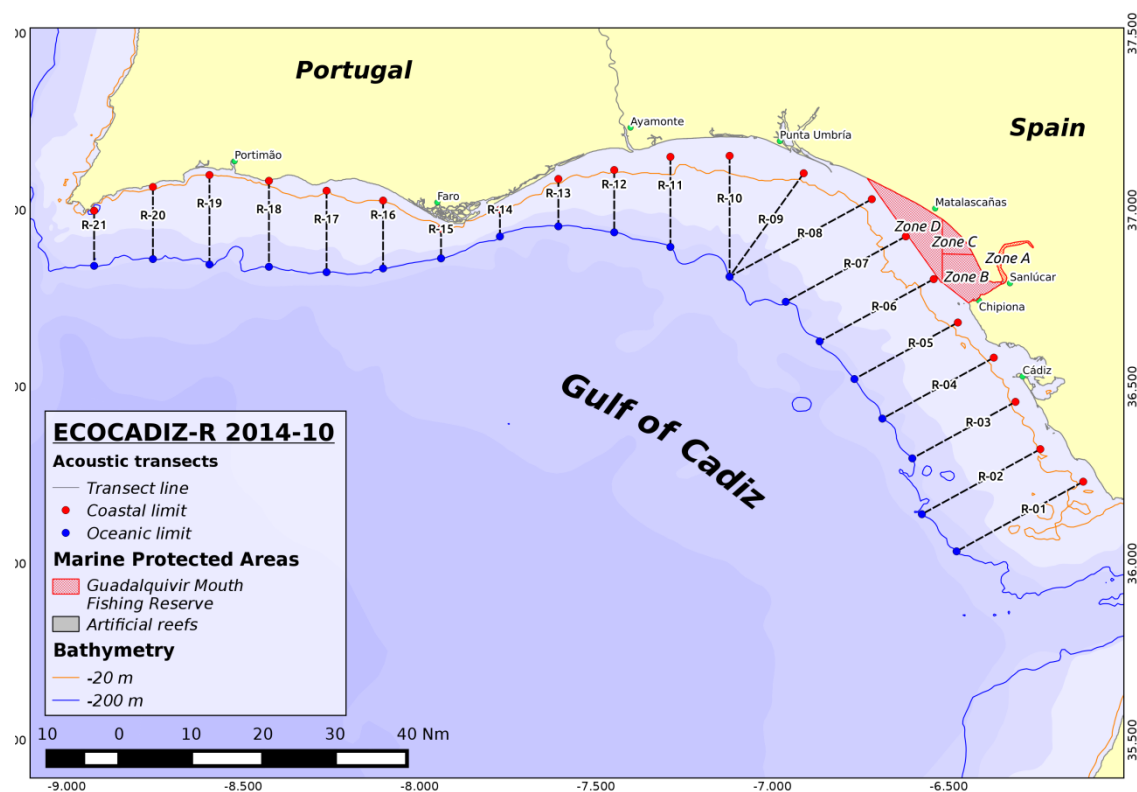 Portugal
Spain
Ayamonte
Punta Umbría
Portimão
Faro
Matalascañas
Sanlúcar
Chipiona
Cádiz
Zone D
Zone C
Zone A
Zone B
R-21
R-20
R-19
R-18
R-17
R-16
R-15
R-14
R-13
R-12
R-11
R-10
R-09
R-08
R-07
R-06
R-05
R-04
R-03
R-02
R-01
Gulf of Cadiz
ECOCADIZ-R 2014-10
Acoustic transects
Transect line
Coastal limit
Oceanic limit
Marine Protected Areas
Guadalquivir Mouth
Fishing Reserve
Artificial reefs
Bathymetry
-20 m
-200 m
10 0 10 20 30 40 Nm
-9.000 -8.500 -8.000 -7.500 -7.000 -6.500
37.500
37.000
36.500
36.000
35.500